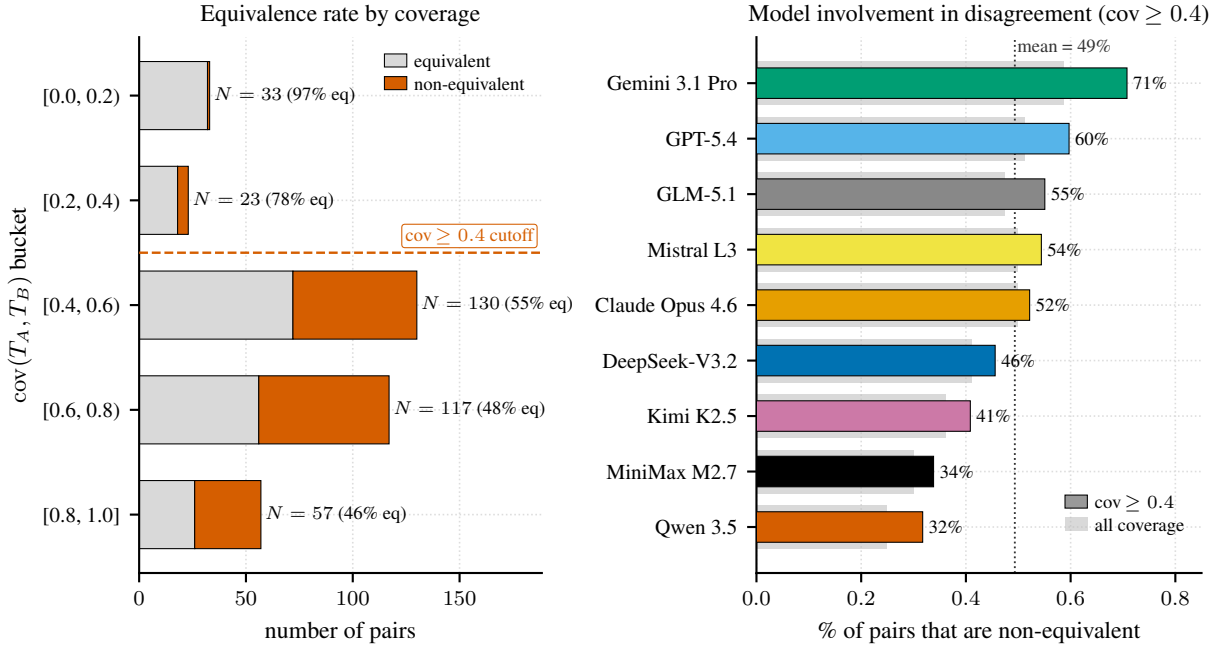 Equivalence rate by coverage
equivalent
non-equivalent
[0.0, 0.2)
N = 33 (97% eq)
[0.2, 0.4)
N = 23 (78% eq)
cov ≥ 0.4 cutoff
[0.4, 0.6)
N = 130 (55% eq)
[0.6, 0.8)
N = 117 (48% eq)
[0.8, 1.0]
N = 57 (46% eq)
cov(T_A, T_B) bucket
0 50 100 150
number of pairs
Model involvement in disagreement (cov ≥ 0.4)
mean = 49%
Gemini 3.1 Pro 71%
GPT-5.4 60%
GLM-5.1 55%
Mistral L3 54%
Claude Opus 4.6 52%
DeepSeek-V3.2 46%
Kimi K2.5 41%
MiniMax M2.7 34%
Qwen 3.5 32%
cov ≥ 0.4
all coverage
0.0 0.2 0.4 0.6 0.8
% of pairs that are non-equivalent